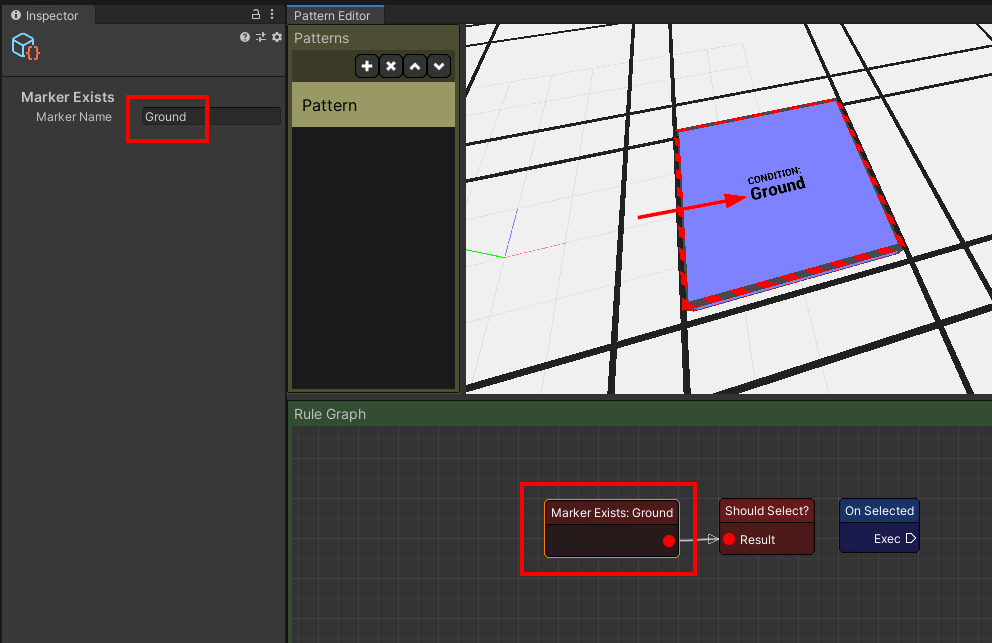 Inspector
Marker Exists
Marker Name
Ground
Pattern Editor
Patterns
Pattern
CONDITION:
Ground
Rule Graph
Marker Exists: Ground
Should Select?
Result
On Selected
Exec